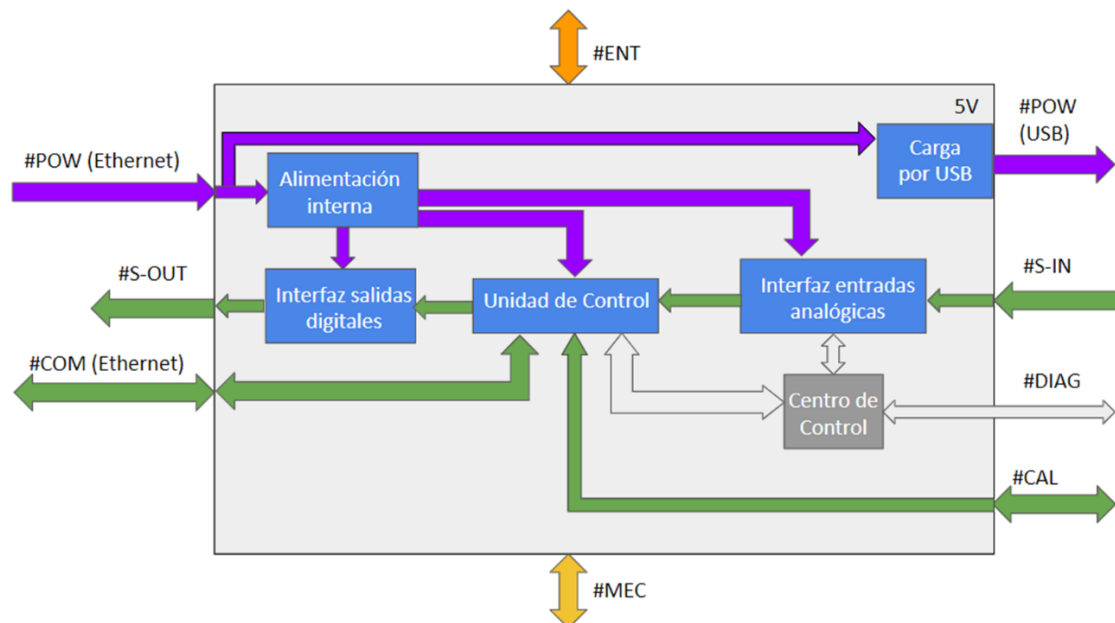 #ENT
5V
#POW
(USB)
#POW (Ethernet)
Carga
por USB
Alimentación
interna
#S-OUT
#S-IN
Interfaz salidas
digitales
Unidad de Control
Interfaz entradas
analógicas
#COM (Ethernet)
#DIAG
Centro de
Control
#CAL
#MEC